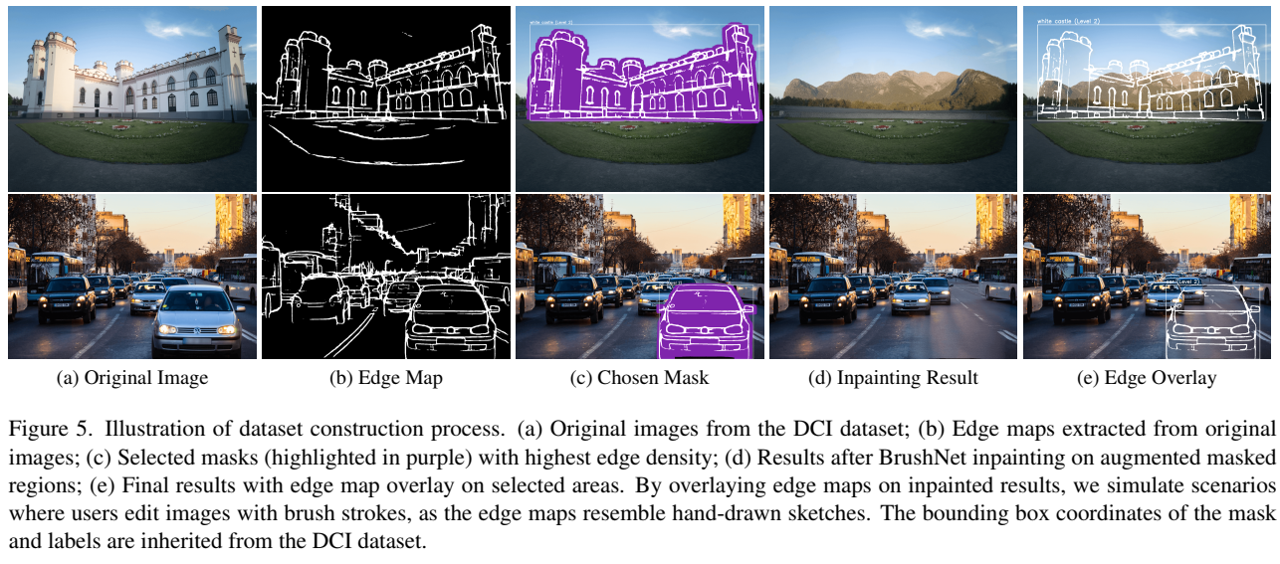 white castle (Level 2)
white castle (Level 2)
(a) Original Image
(b) Edge Map
(c) Chosen Mask
(d) Inpainting Result
(e) Edge Overlay
Figure 5. Illustration of dataset construction process. (a) Original images from the DCI dataset; (b) Edge maps extracted from original
images; (c) Selected masks (highlighted in purple) with highest edge density; (d) Results after BrushNet inpainting on augmented masked
regions; (e) Final results with edge map overlay on selected areas. By overlaying edge maps on inpainted results, we simulate scenarios
where users edit images with brush strokes, as the edge maps resemble hand-drawn sketches. The bounding box coordinates of the mask
and labels are inherited from the DCI dataset.